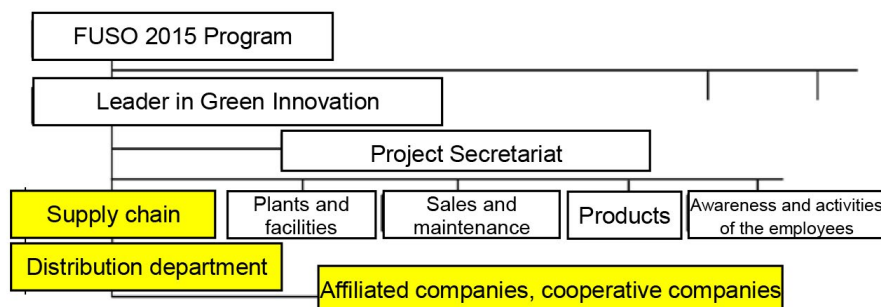 FUSO 2015 Program
Leader in Green Innovation
Project Secretariat
Supply chain
Plants and
facilities
Sales and
maintenance
Products
Awareness and activities
of the employees
Distribution department
Affiliated companies, cooperative companies